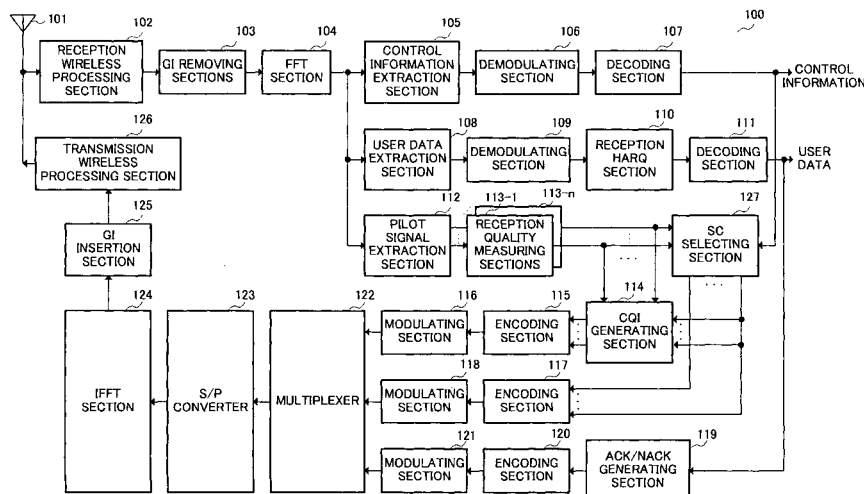 101
102
103
104
105
106
107
100
RECEPTION
WIRELESS
PROCESSING
SECTION
GI REMOVING
SECTIONS
FFT
SECTION
CONTROL
INFORMATION
EXTRACTION
SECTION
DEMODULATING
SECTION
DECODING
SECTION
CONTROL
INFORMATION
126
108
109
110
111
TRANSMISSION
WIRELESS
PROCESSING SECTION
USER DATA
EXTRACTION
SECTION
DEMODULATING
SECTION
RECEPTION
HARQ
SECTION
DECODING
SECTION
USER
DATA
125
112
113-1
113-n
127
GI
INSERTION
SECTION
PILOT
SIGNAL
EXTRACTION
SECTION
RECEPTION
QUALITY
MEASURING
SECTIONS
SC
SELECTING
SECTION
124
123
122
116
115
114
MODULATING
SECTION
ENCODING
SECTION
CQI
GENERATING
SECTION
118
117
IFFT
SECTION
S/P
CONVERTER
MULTIPLEXER
MODULATING
SECTION
ENCODING
SECTION
121
120
119
MODULATING
SECTION
ENCODING
SECTION
ACK/NACK
GENERATING
SECTION